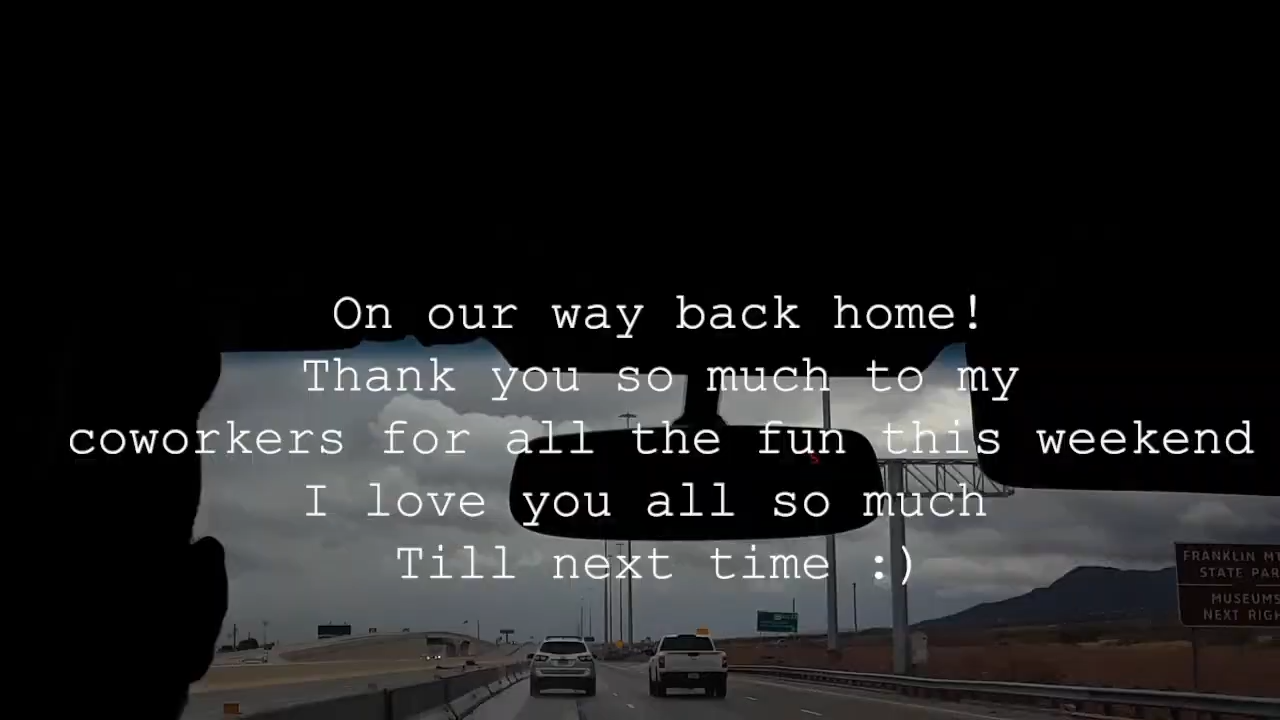 On our way back home!
Thank you so much to my
coworkers for all the fun this weekend
I love you all so much
Till next time :)
S
FRANKLIN MT
STATE PAR
MUSEUMS
NEXT RIGH